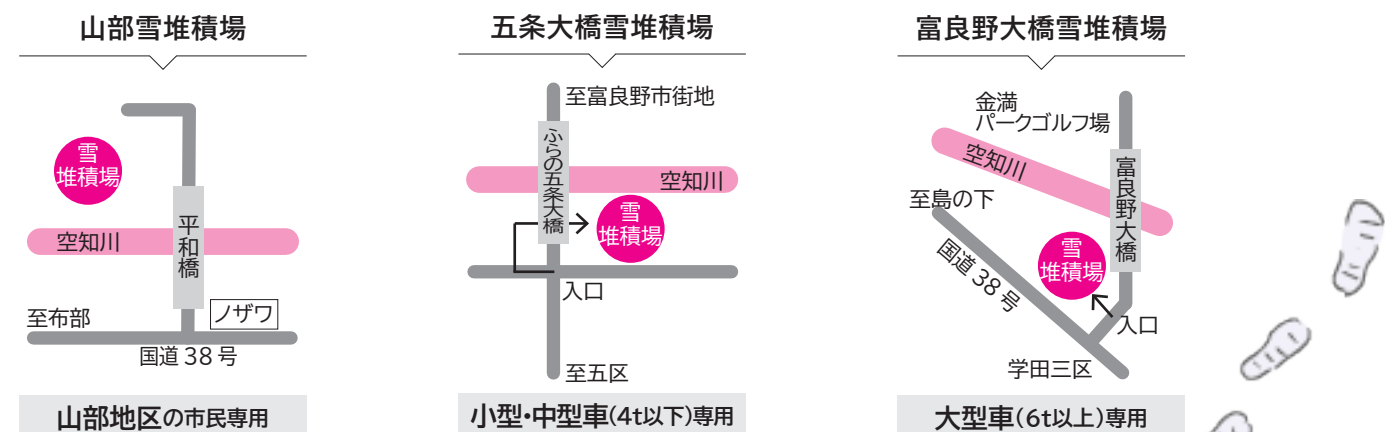 山部雪堆積場
雪
堆積場
空知川
平和橋
至布部
ノザワ
国道38号
山部地区の市民専用
五条大橋雪堆積場
至富良野市街地
ふらの五条大橋
空知川
雪
堆積場
入口
至五区
小型・中型車(4t以下)専用
富良野大橋雪堆積場
金満
パークゴルフ場
空知川
富良野大橋
至島の下
雪
堆積場
国道38号
入口
学田三区
大型車(6t以上)専用